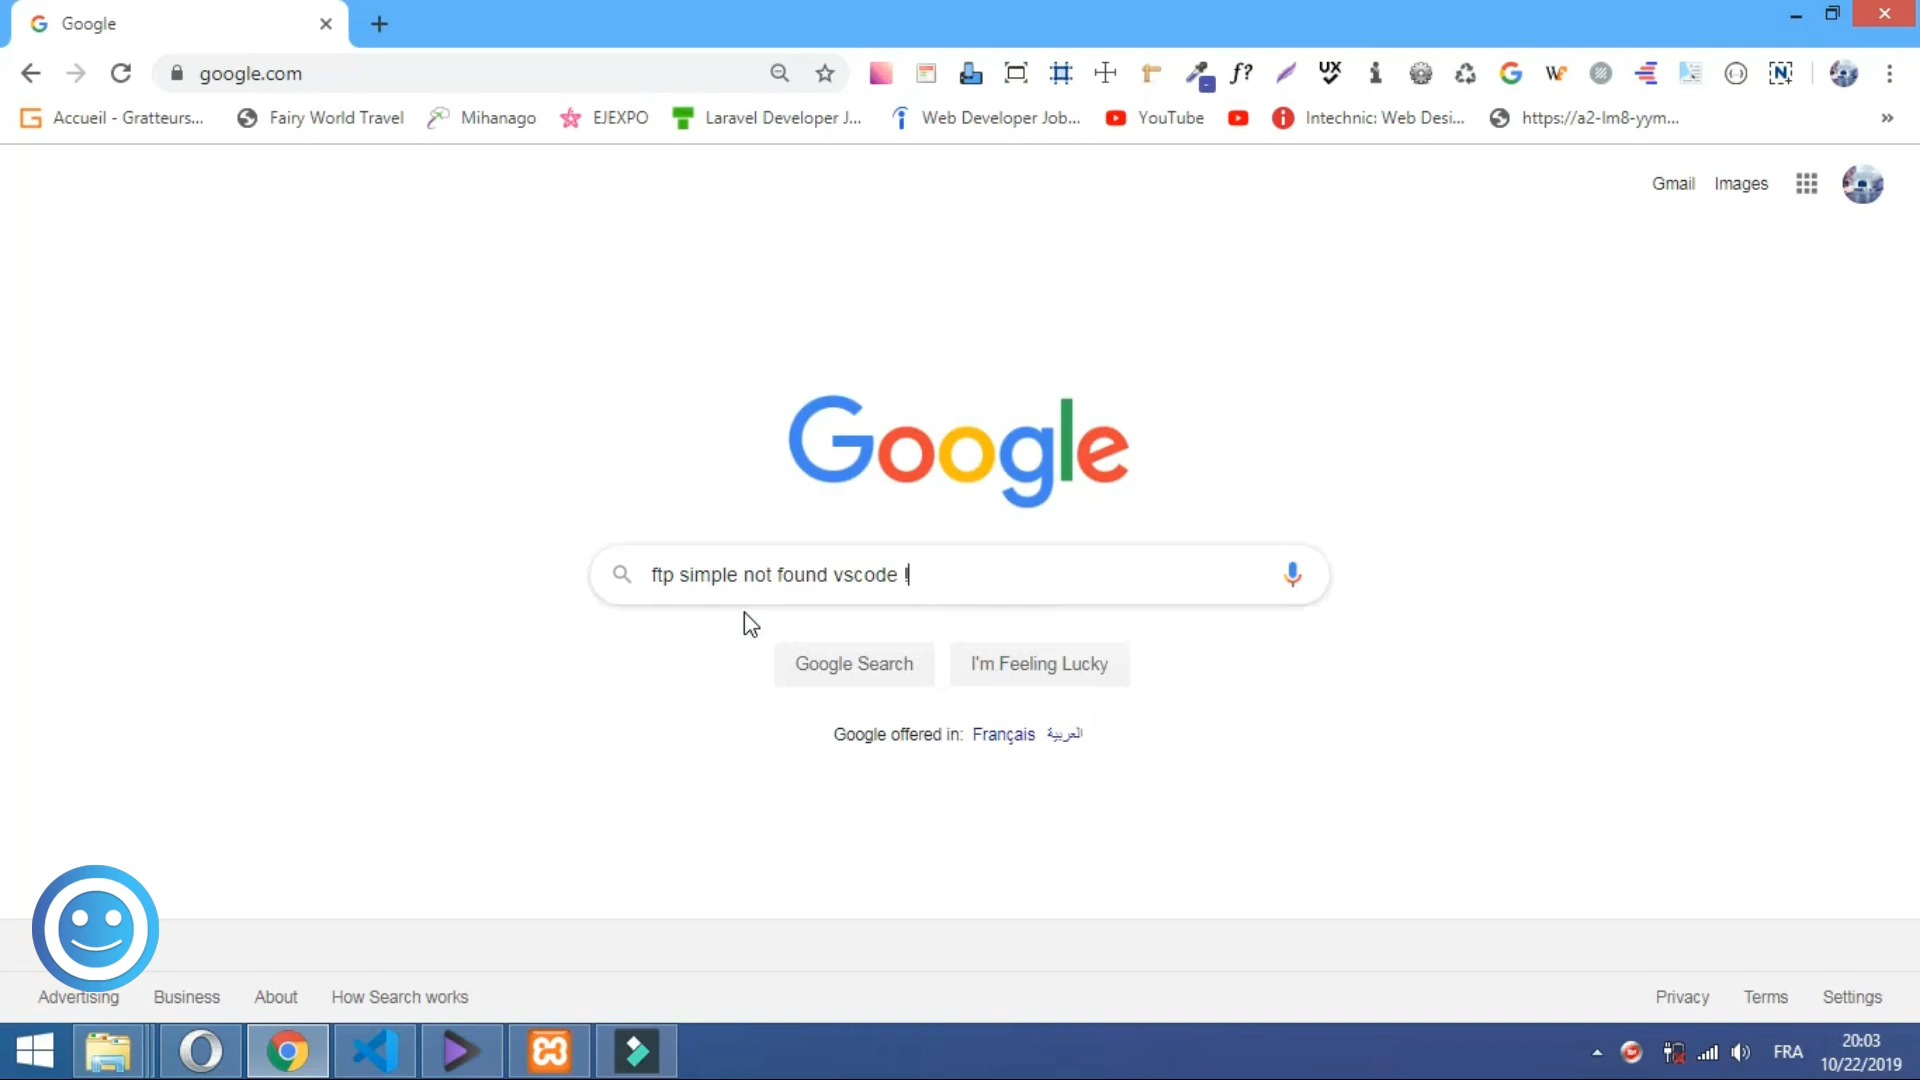 Google
google.com
f?
UX
Accueil - Gratteurs...
Fairy World Travel
Mihanago
EJEXPO
Laravel Developer J...
Web Developer Job...
YouTube
Intechnic: Web Desi...
https://a2-lm8-yym...
»
Gmail
Images
Google
ftp simple not found vscode !
Google Search
I'm Feeling Lucky
Google offered in: Français العربية
Advertising
Business
About
How Search works
Privacy
Terms
Settings
FRA
20:03
10/22/2019